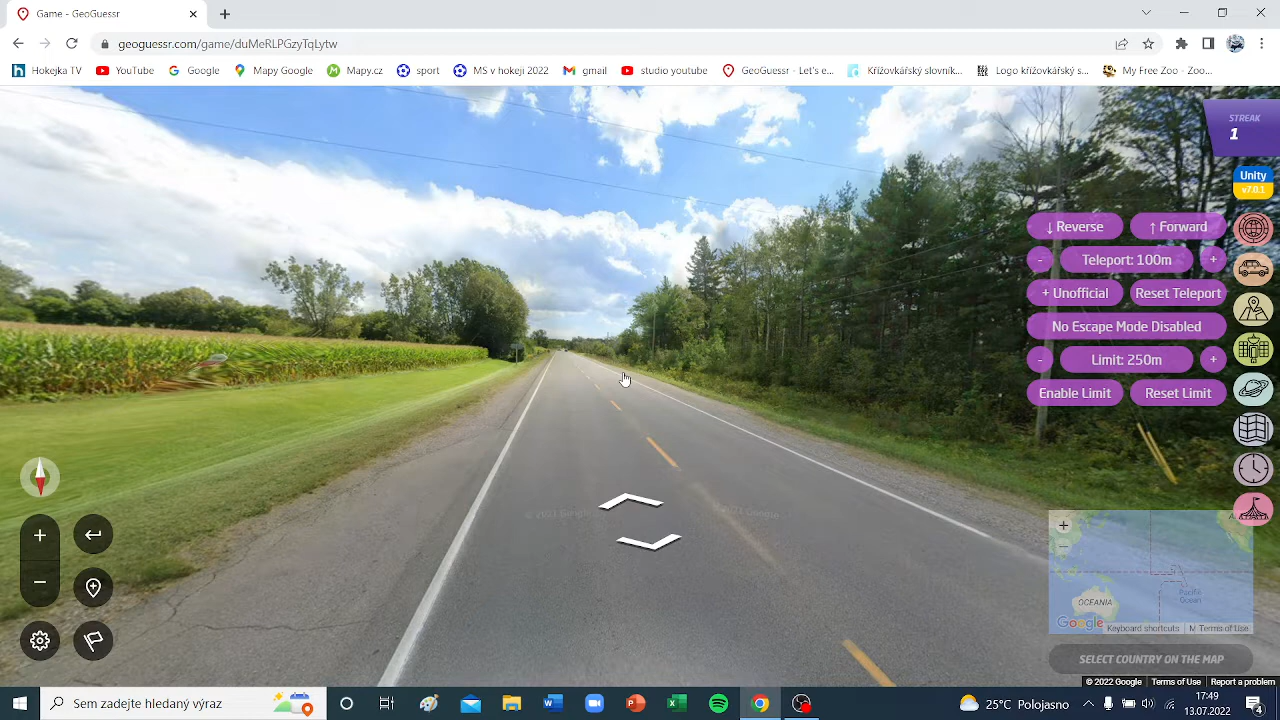 Game - GeoGuessr
geoguessr.com/game/duMeRLPGzyTqLytw
Hokejka TV YouTube Google Mapy Google Mapy.cz sport MS v hokeji 2022 gmail studio youtube GeoGuessr - Let's e... Křížovkářský slovník... Logo křížovkářský s... My Free Zoo - Zoo...
STREAK
1
Unity
v7.0.1
↓ Reverse ↑ Forward
- Teleport: 100m +
+ Unofficial Reset Teleport
No Escape Mode Disabled
- Limit: 250m +
Enable Limit Reset Limit
© 2021 Google © 2021 Google
Pacific
Ocean
OCEANIA
Google Keyboard shortcuts M Terms of Use
SELECT COUNTRY ON THE MAP
© 2022 Google Terms of Use Report a problem
Sem zadejte hledaný výraz
25°C Polojasno
17:49
13.07.2022